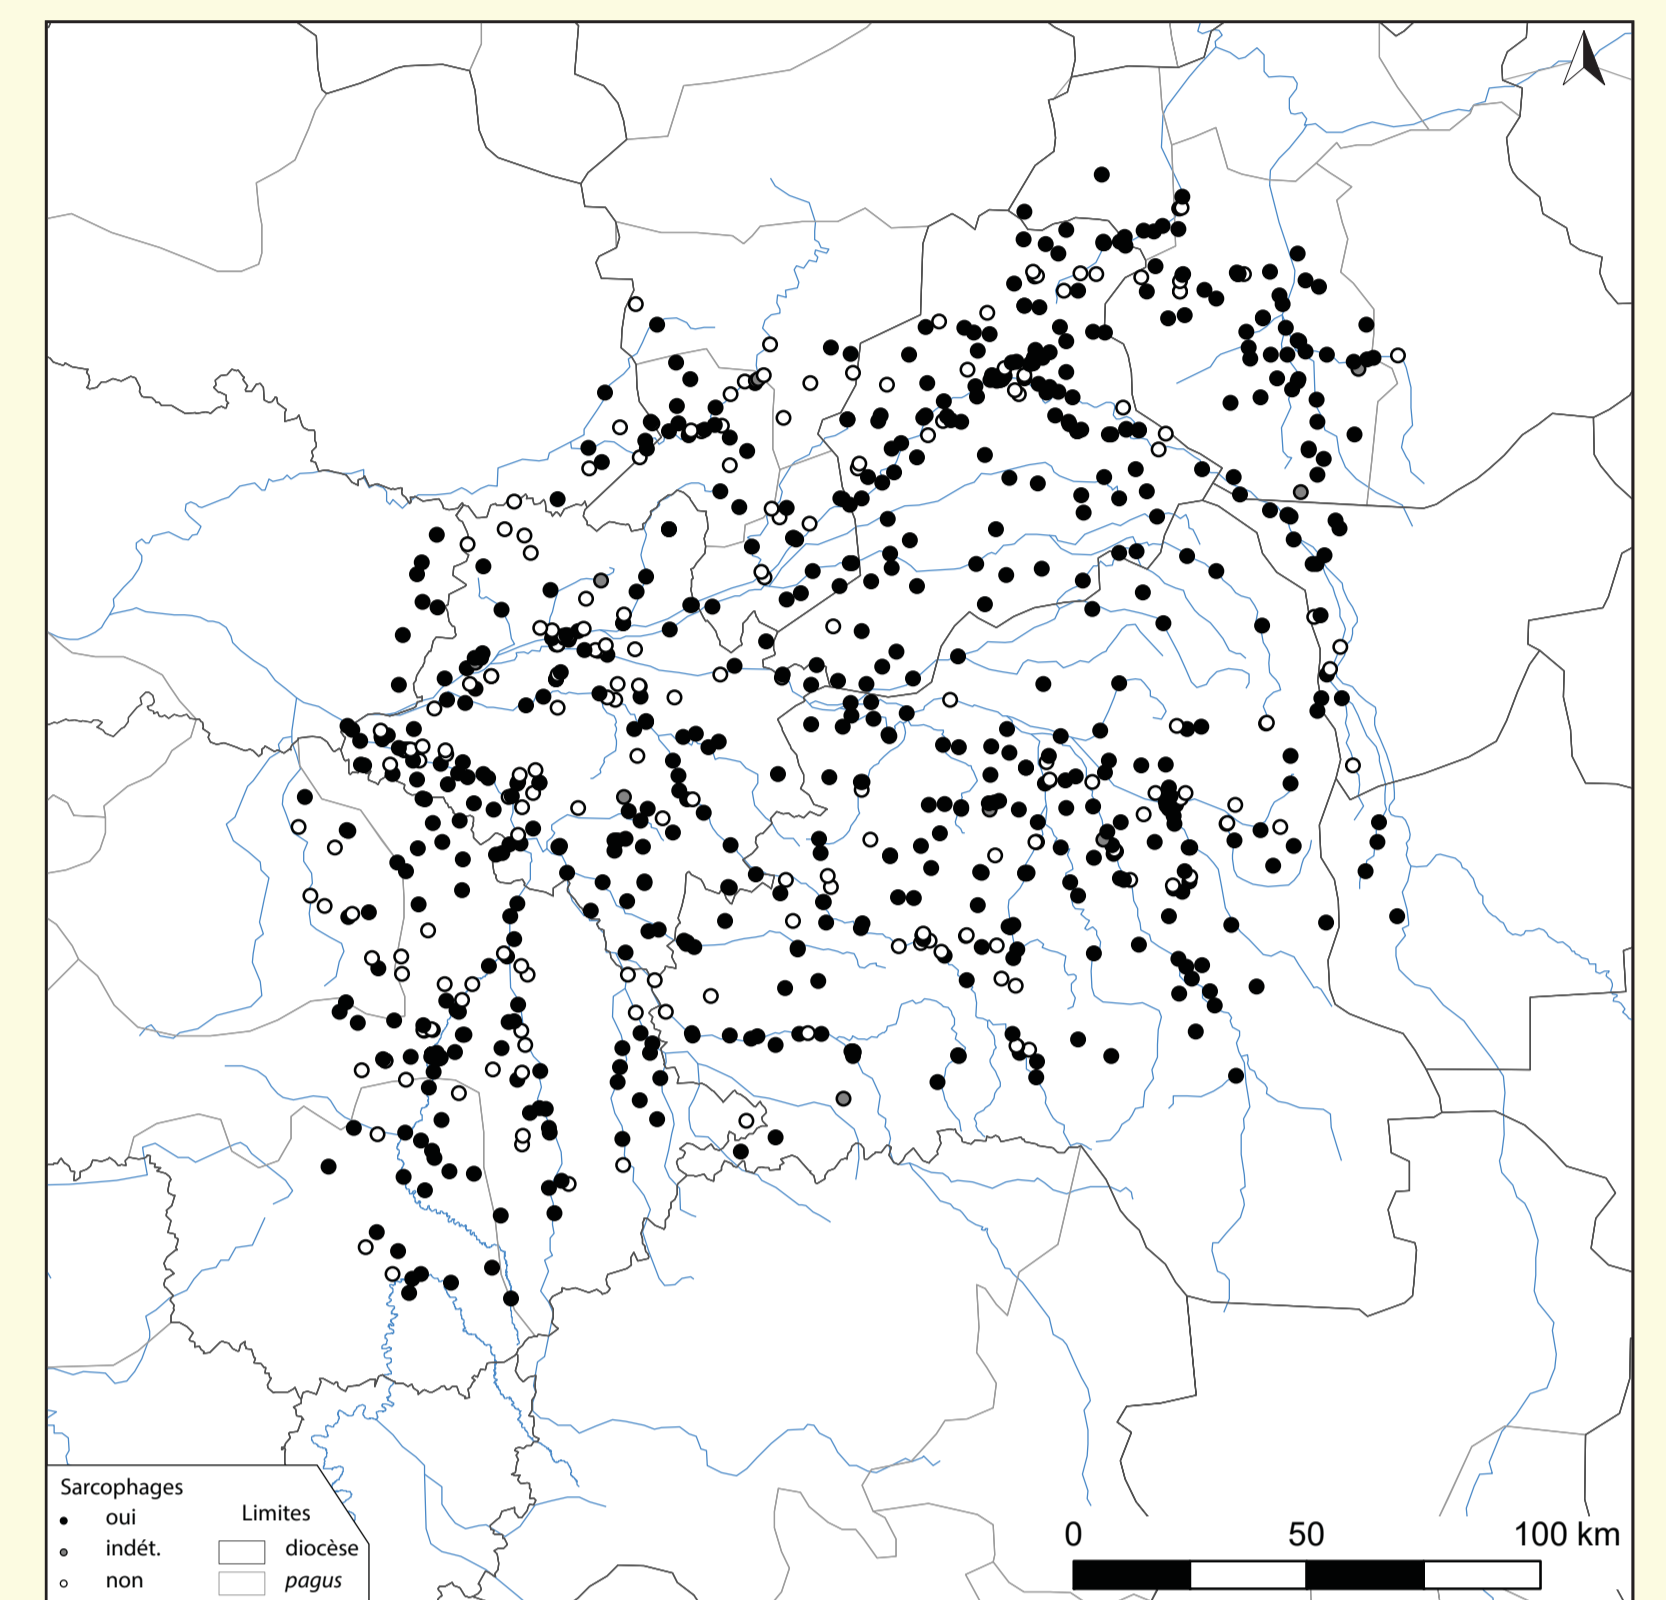 Sarcophages
oui
indét.
non
Limites
diocèse
pagus
0 50 100 km